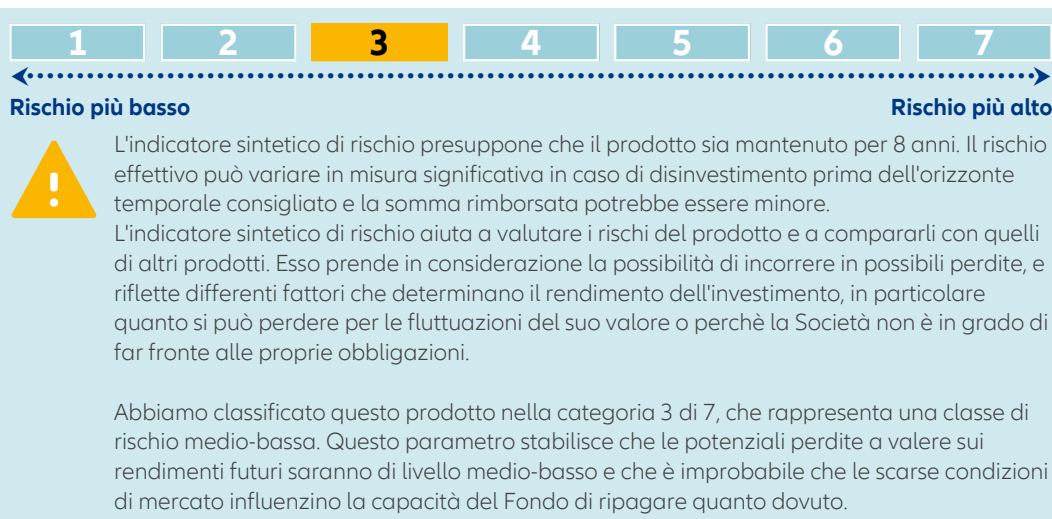 1 2 3 4 5 6 7
Rischio più basso Rischio più alto
L'indicatore sintetico di rischio presuppone che il prodotto sia mantenuto per 8 anni. Il rischio
effettivo può variare in misura significativa in caso di disinvestimento prima dell'orizzonte
temporale consigliato e la somma rimborsata potrebbe essere minore.
L'indicatore sintetico di rischio aiuta a valutare i rischi del prodotto e a compararli con quelli
di altri prodotti. Esso prende in considerazione la possibilità di incorrere in possibili perdite, e
riflette differenti fattori che determinano il rendimento dell'investimento, in particolare
quanto si può perdere per le fluttuazioni del suo valore o perchè la Società non è in grado di
far fronte alle proprie obbligazioni.
Abbiamo classificato questo prodotto nella categoria 3 di 7, che rappresenta una classe di
rischio medio-bassa. Questo parametro stabilisce che le potenziali perdite a valere sui
rendimenti futuri saranno di livello medio-basso e che è improbabile che le scarse condizioni
di mercato influenzino la capacità del Fondo di ripagare quanto dovuto.